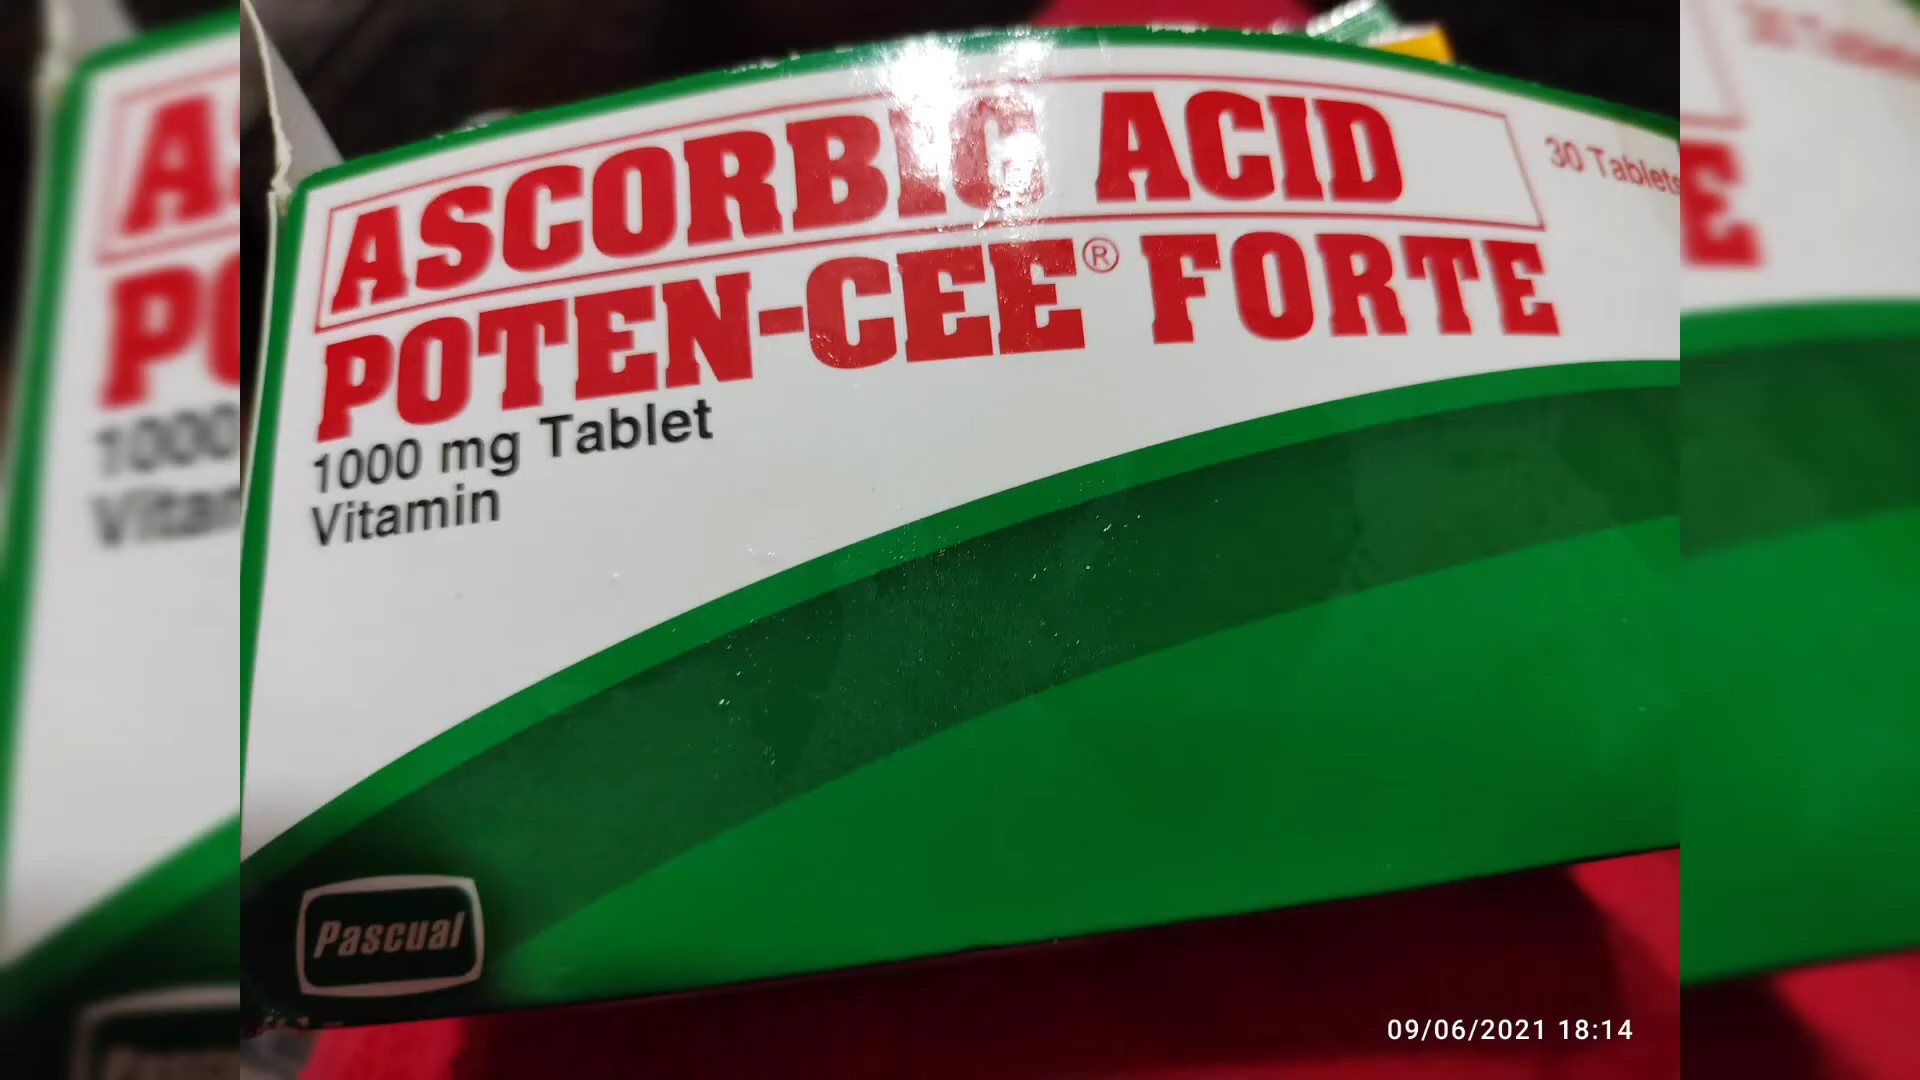 ASCORBIC ACID
30 Tablets
POTEN-CEE® FORTE
1000 mg Tablet
Vitamin
Pascual
09/06/2021 18:14